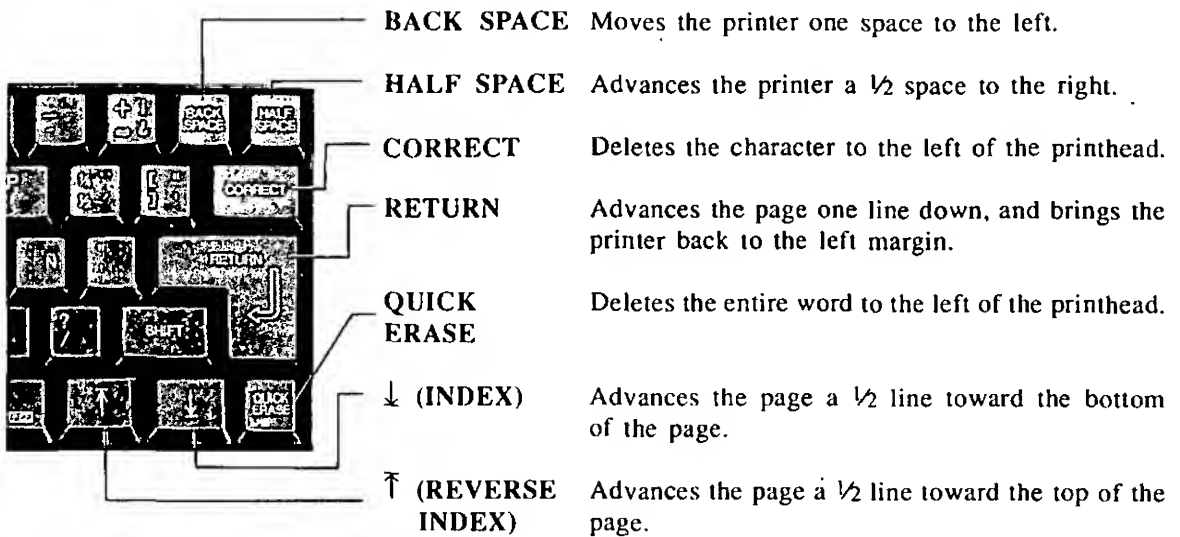 BACK SPACE Moves the printer one space to the left.
HALF SPACE Advances the printer a ½ space to the right.
CORRECT Deletes the character to the left of the printhead.
RETURN Advances the page one line down, and brings the
printer back to the left margin.
QUICK Deletes the entire word to the left of the printhead.
ERASE
↓ (INDEX) Advances the page a ½ line toward the bottom
of the page.
↑ (REVERSE Advances the page a ½ line toward the top of the
INDEX) page.
+
BACK
SPACE
HALF
SPACE
P
[
]
CORRECT
N
RETURN
?
/
SHIFT
QUICK
ERASE